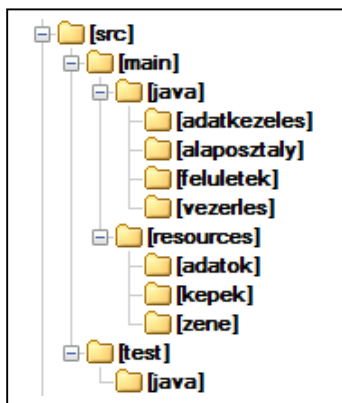 [src]
[main]
[java]
[adatkezeles]
[alaposztaly]
[feluletek]
[vezerles]
[resources]
[adatok]
[kepek]
[zene]
[test]
[java]